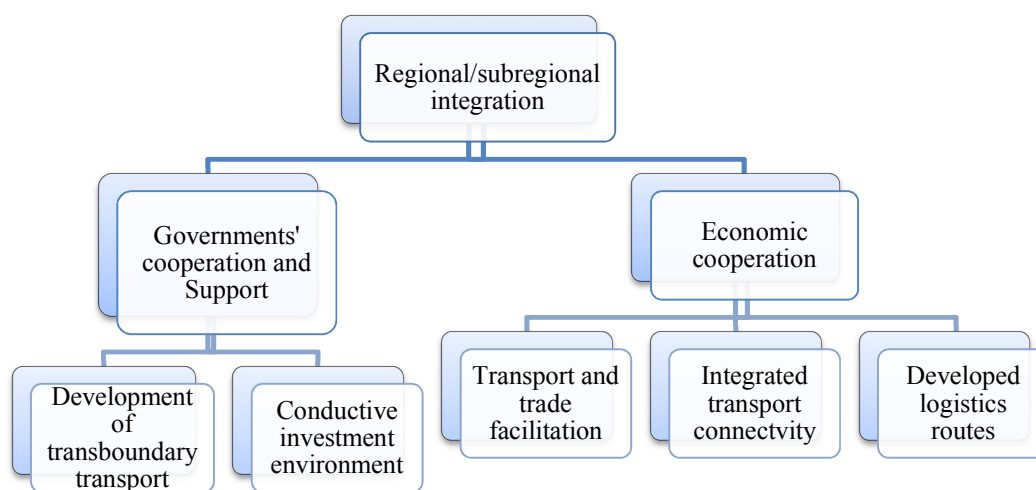 Regional/subregional
integration
Governments'
cooperation and
Support
Economic
cooperation
Development
of
transboundary
transport
Conductive
investment
environment
Transport and
trade
facilitation
Integrated
transport
connectvity
Developed
logistics
routes